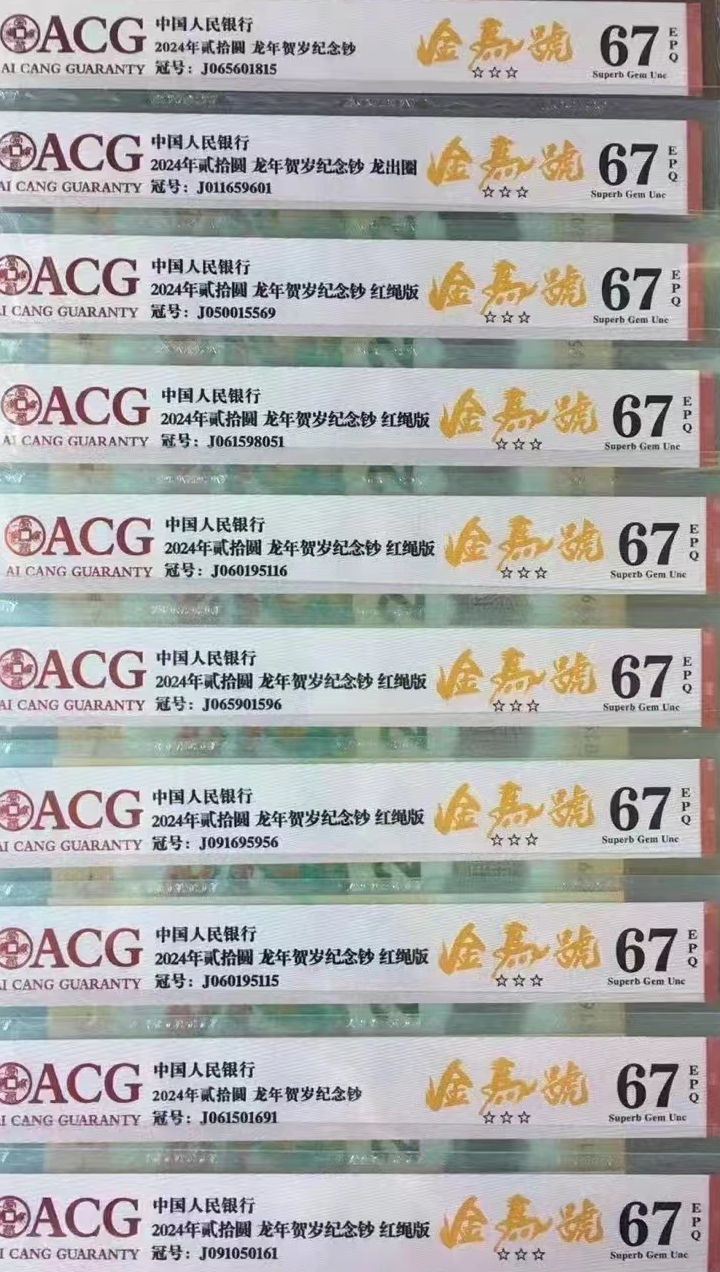 ACG
AI CANG GUARANTY
中国人民银行
2024年贰拾圆 龙年贺岁纪念钞
冠号：J065601815
金馬號
☆☆☆
67
EPQ
Superb Gem Unc
ACG
AI CANG GUARANTY
中国人民银行
2024年贰拾圆 龙年贺岁纪念钞 龙出圈
冠号：J011659601
金馬號
☆☆☆
67
EPQ
Superb Gem Unc
ACG
I CANG GUARANTY
中国人民银行
2024年贰拾圆 龙年贺岁纪念钞 红绳版
冠号：J050015569
金馬號
☆☆☆
67
EPQ
Superb Gem Unc
ACG
AI CANG GUARANTY
中国人民银行
2024年贰拾圆 龙年贺岁纪念钞 红绳版
冠号：J061598051
金馬號
☆☆☆
67
EPQ
Superb Gem Unc
ACG
AI CANG GUARANTY
中国人民银行
2024年贰拾圆 龙年贺岁纪念钞 红绳版
冠号：J060195116
金馬號
☆☆☆
67
EPQ
Superb Gem Unc
ACG
AI CANG GUARANTY
中国人民银行
2024年贰拾圆 龙年贺岁纪念钞 红绳版
冠号：J065901596
金馬號
☆☆☆
67
EPQ
Superb Gem Unc
ACG
AI CANG GUARANTY
中国人民银行
2024年贰拾圆 龙年贺岁纪念钞 红绳版
冠号：J091695956
金馬號
☆☆☆
67
EPQ
Superb Gem Unc
ACG
I CANG GUARANTY
中国人民银行
2024年贰拾圆 龙年贺岁纪念钞 红绳版
冠号：J060195115
金馬號
☆☆☆
67
EPQ
Superb Gem Unc
ACG
I CANG GUARANTY
中国人民银行
2024年贰拾圆 龙年贺岁纪念钞
冠号：J061501691
金馬號
☆☆☆
67
EPQ
Superb Gem Unc
ACG
I CANG GUARANTY
中国人民银行
2024年贰拾圆 龙年贺岁纪念钞 红绳版
冠号：J091050161
金馬號
☆☆☆
67
EPQ
Superb Gem Unc